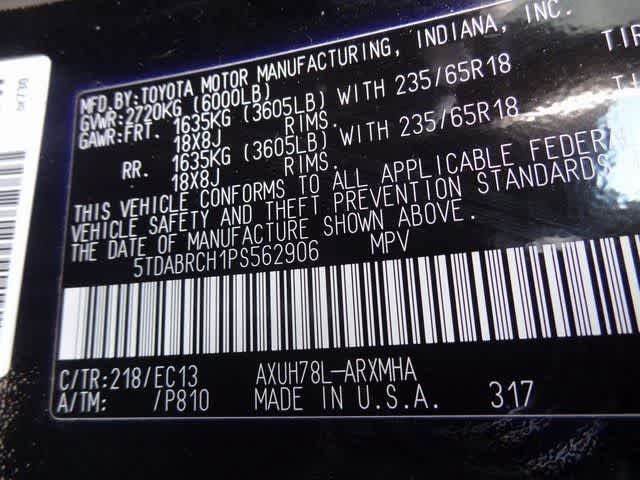 MFD.BY:TOYOTA MOTOR MANUFACTURING, INDIANA, INC.
GVWR:2720KG (6000LB)
GAWR:FRT. 1635KG (3605LB) WITH 235/65R18 TIR
18X8J RIMS.
RR. 1635KG (3605LB) WITH 235/65R18 TIR
18X8J RIMS.
THIS VEHICLE CONFORMS TO ALL APPLICABLE FEDERAL
VEHICLE SAFETY AND THEFT PREVENTION STANDARDS
THE DATE OF MANUFACTURE SHOWN ABOVE.
5TDABRCH1PS562906 MPV
C/TR:218/EC13 AXUH78L-ARXMHA
A/TM: /P810 MADE IN U.S.A. 317